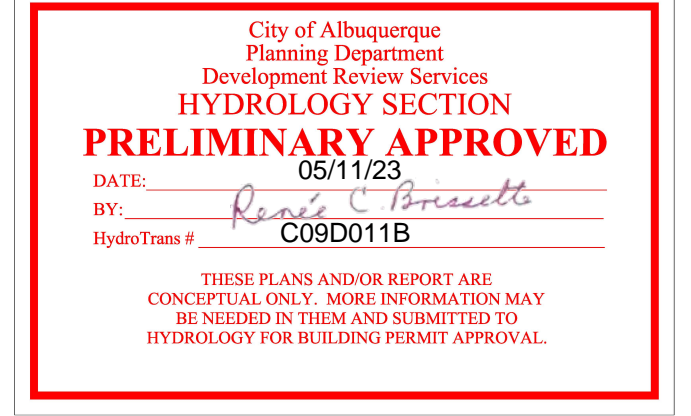 City of Albuquerque
Planning Department
Development Review Services
HYDROLOGY SECTION
PRELIMINARY APPROVED
DATE: 05/11/23
BY: Renée C. Brissette
HydroTrans # C09D011B
THESE PLANS AND/OR REPORT ARE
CONCEPTUAL ONLY. MORE INFORMATION MAY
BE NEEDED IN THEM AND SUBMITTED TO
HYDROLOGY FOR BUILDING PERMIT APPROVAL.